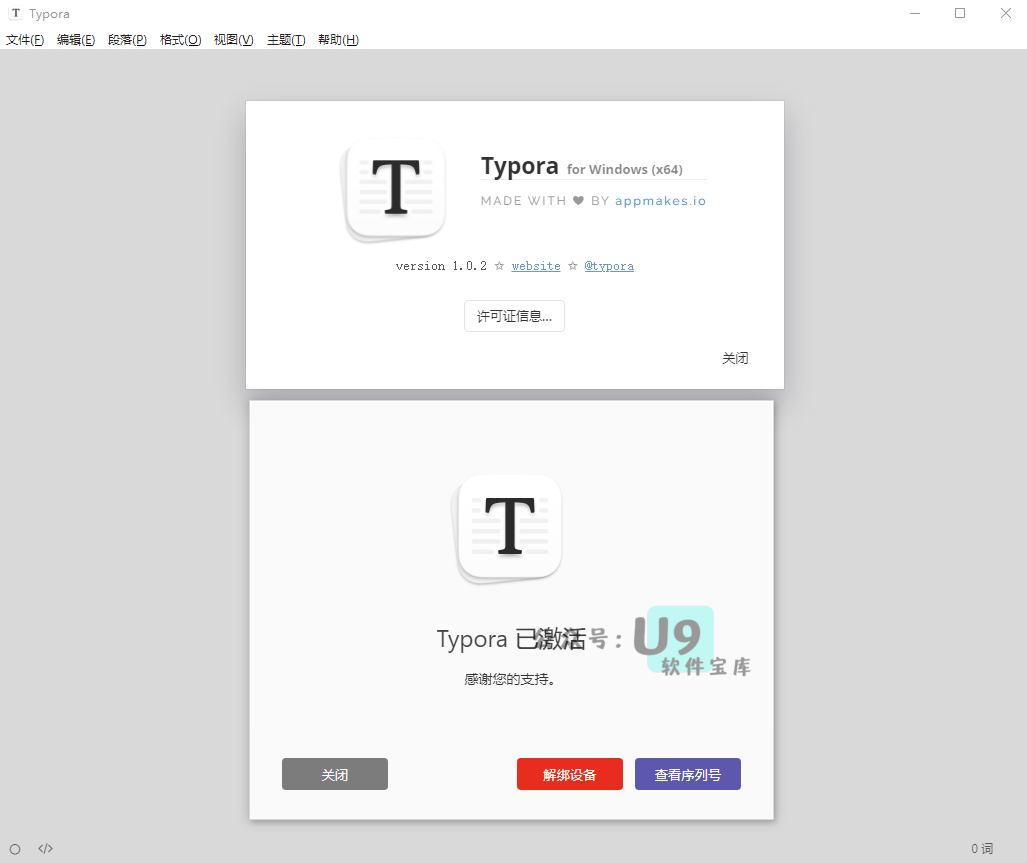 T Typora
文件(F) 编辑(E) 段落(P) 格式(O) 视图(V) 主题(T) 帮助(H)
T
Typora for Windows (x64)
MADE WITH ♥ BY appmakes.io
version 1.0.2 ☆ website ☆ @typora
许可证信息...
关闭
T
Typora 已激活
公众号：U9
软件宝库
感谢您的支持。
关闭 解绑设备 查看序列号
</> 0 词